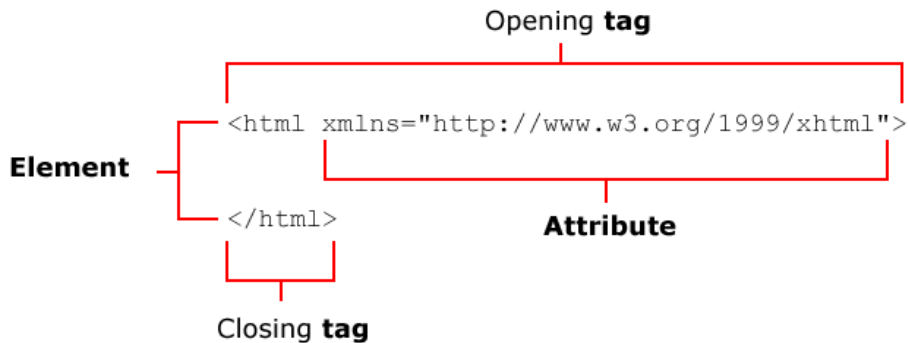 Opening tag
<html xmlns="http://www.w3.org/1999/xhtml">
Element
</html>
Attribute
Closing tag